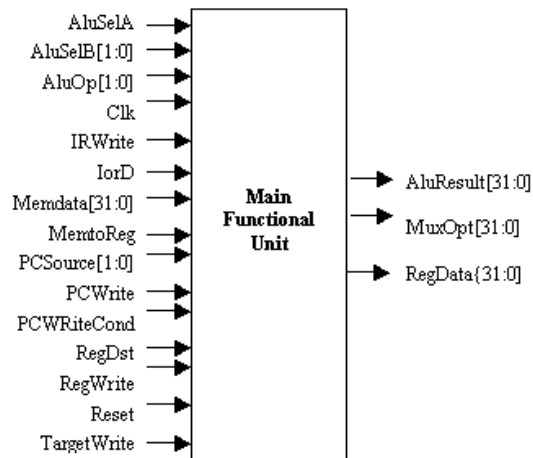 AluSelA
AluSelB[1:0]
AluOp[1:0]
Clk
IRWrite
IorD
Memdata[31:0]
MemtoReg
PCSource[1:0]
PCWrite
PCWRiteCond
RegDst
RegWrite
Reset
TargetWrite
Main
Functional
Unit
AluResult[31:0]
MuxOpt[31:0]
RegData{31:0]